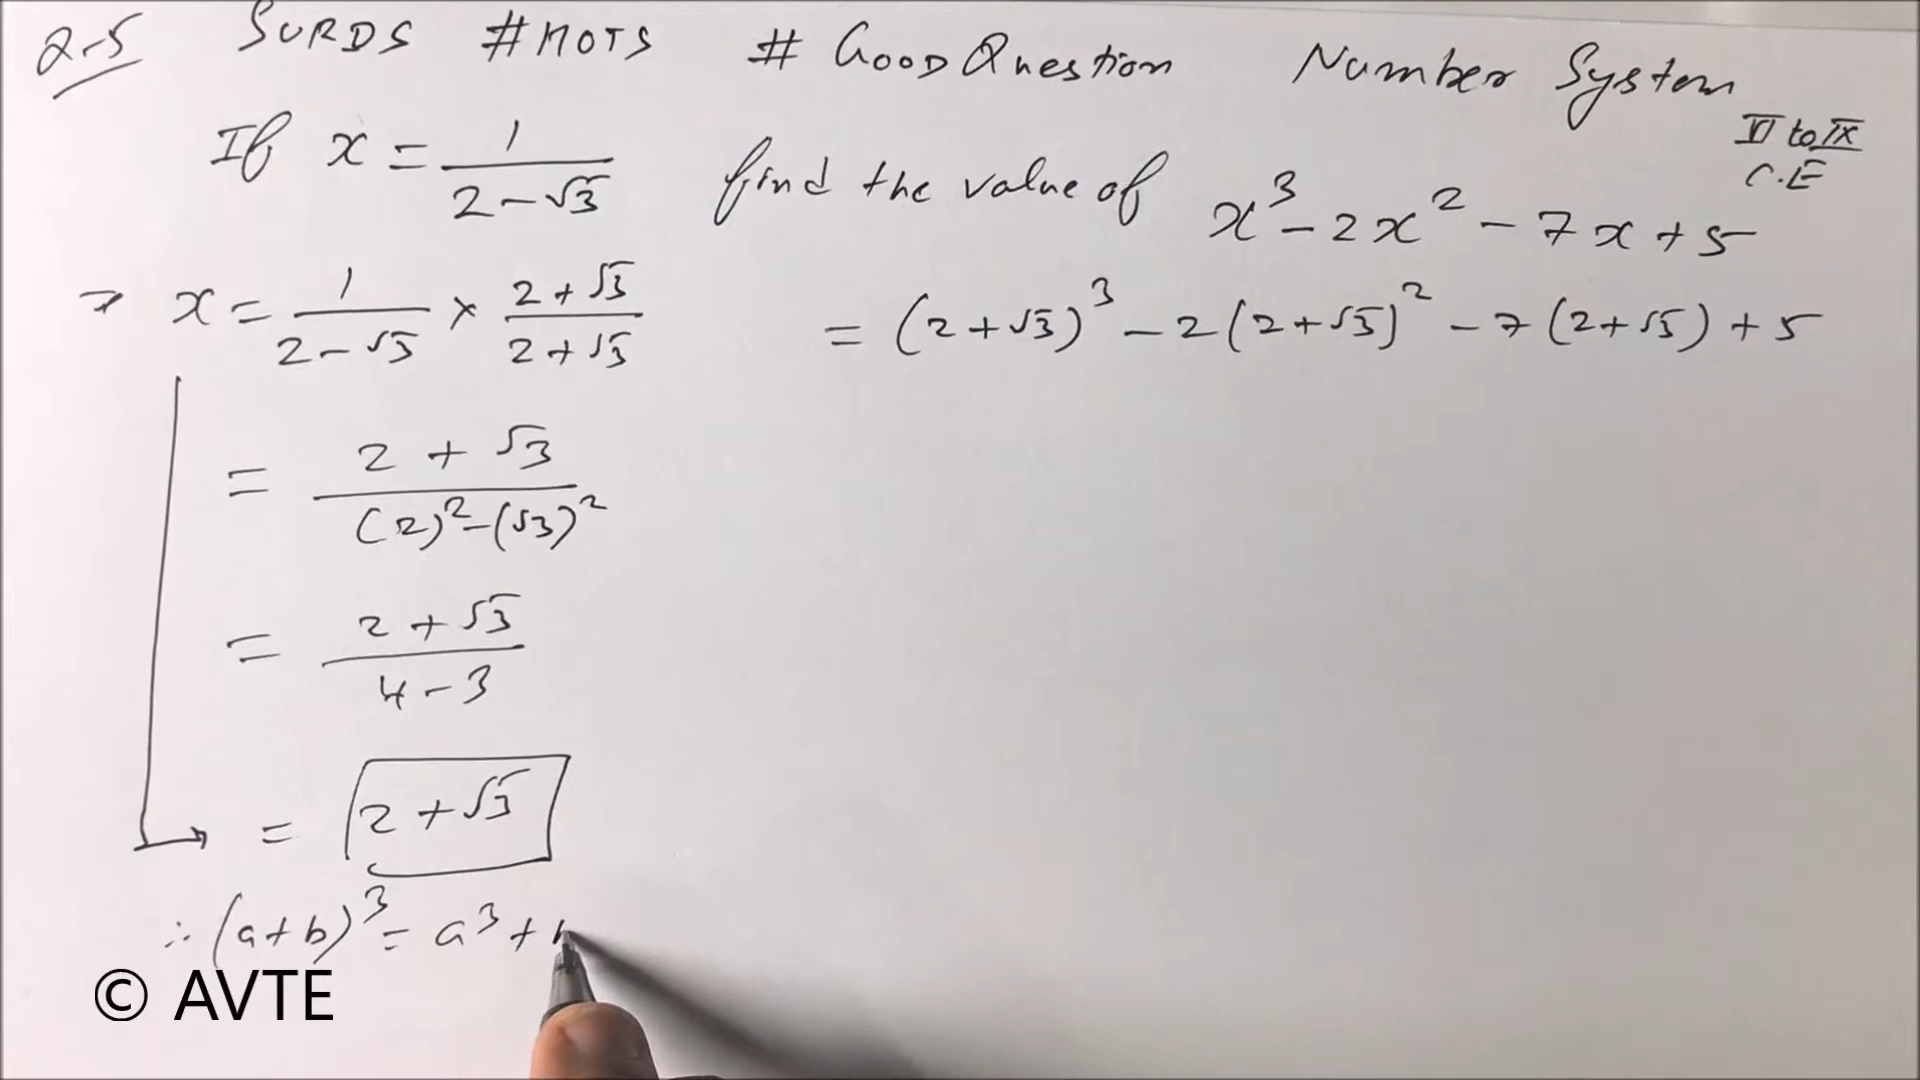 Q-5 SURDS #HOTS # Good Question Number System
VI to IX
C.E
If x = 1/(2-√3) find the value of x³ - 2x² - 7x + 5
⇒ x = 1/(2-√3) × (2+√3)/(2+√3)
= (2+√3)³ - 2(2+√3)² - 7(2+√3) + 5
= (2+√3)/((2)²-(√3)²)
= (2+√3)/(4-3)
= 2+√3
∴ (a+b)³ = a³ +
© AVTE